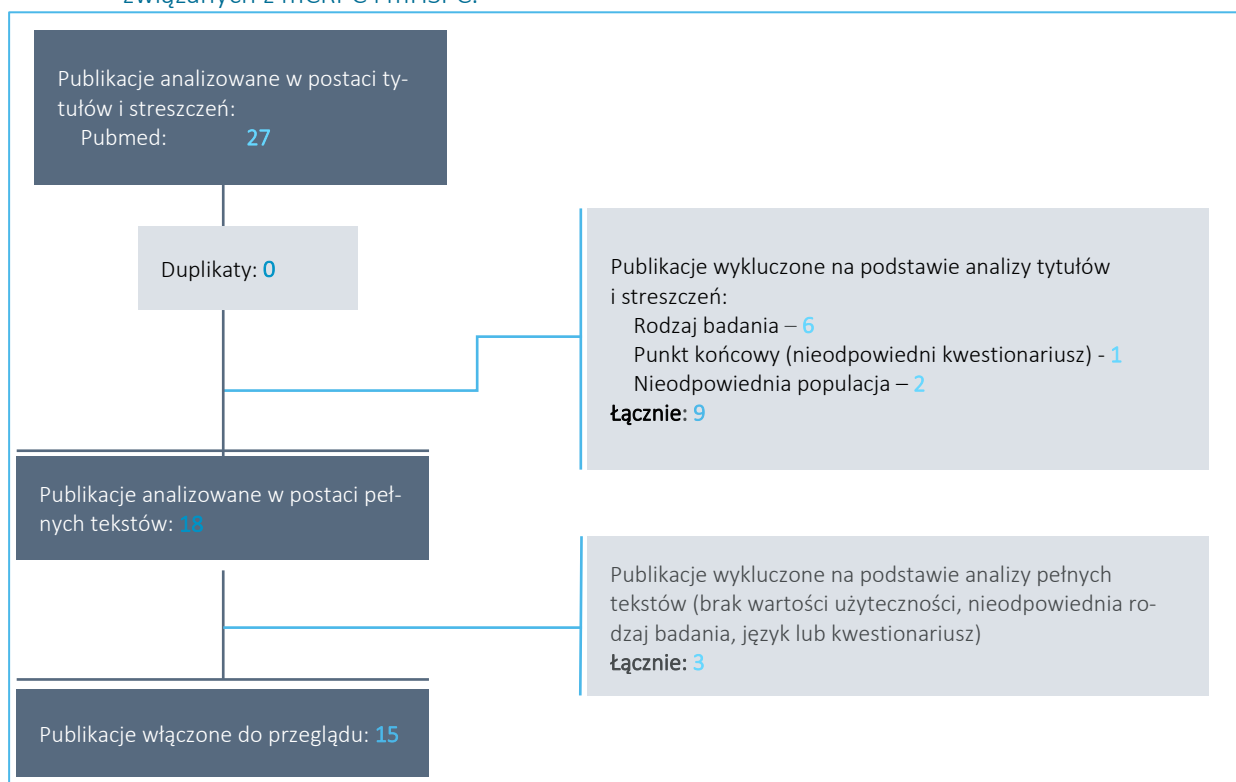 związanych z mCRPC i mHSPC.
Publikacje analizowane w postaci ty-
tułów i streszczeń:
Pubmed: 27
Duplikaty: 0
Publikacje wykluczone na podstawie analizy tytułów
i streszczeń:
Rodzaj badania – 6
Punkt końcowy (nieodpowiedni kwestionariusz) - 1
Nieodpowiednia populacja – 2
Łącznie: 9
Publikacje analizowane w postaci peł-
nych tekstów: 18
Publikacje wykluczone na podstawie analizy pełnych
tekstów (brak wartości użyteczności, nieodpowiednia ro-
dzaj badania, język lub kwestionariusz)
Łącznie: 3
Publikacje włączone do przeglądu: 15